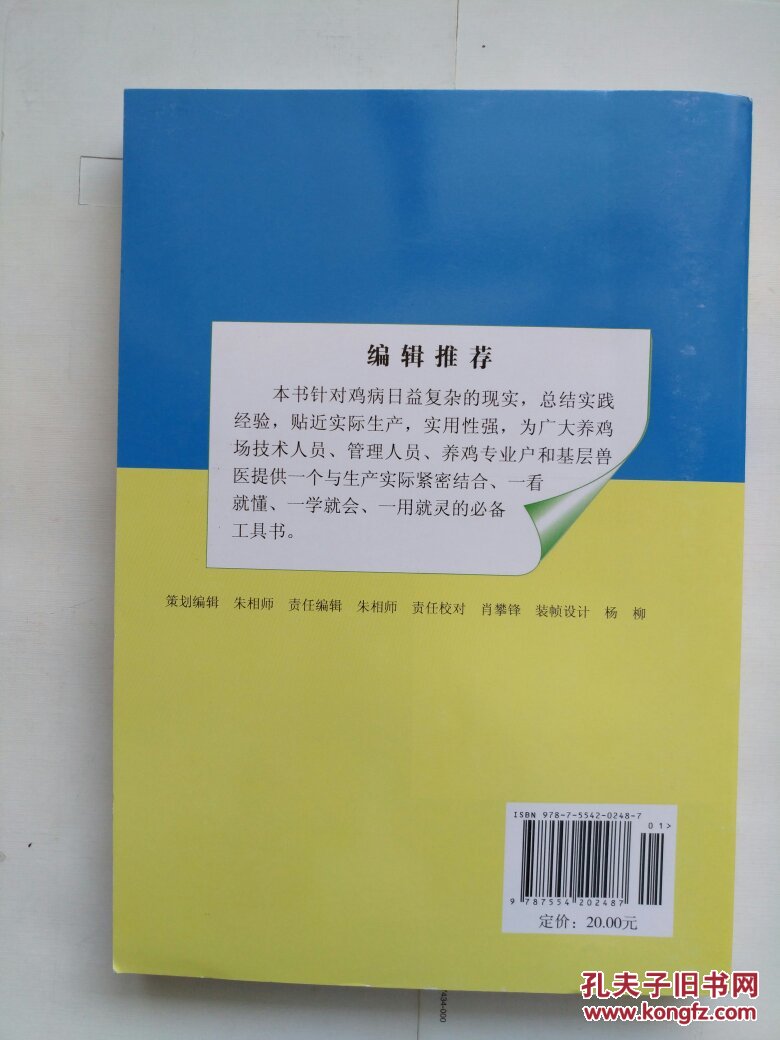 编辑推荐
本书针对鸡病日益复杂的现实，总结实践
经验，贴近实际生产，实用性强，为广大养鸡
场技术人员、管理人员、养鸡专业户和基层兽
医提供一个与生产实际紧密结合、一看
就懂、一学就会、一用就灵的必备
工具书。
策划编辑 朱相师 责任编辑 朱相师 责任校对 肖攀锋 装帧设计 杨 柳
ISBN 978-7-5542-0248-7
01>
9 787554 202487
定价：20.00元
7434-000
孔夫子旧书网
www.kongfz.com